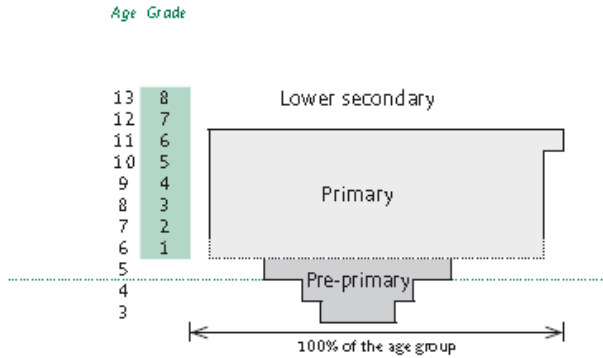 Age Grade
13 8 Lower secondary
12 7
11 6
10 5
9 4 Primary
8 3
7 2
6 1
5 Pre-primary
4
3
100% of the age group